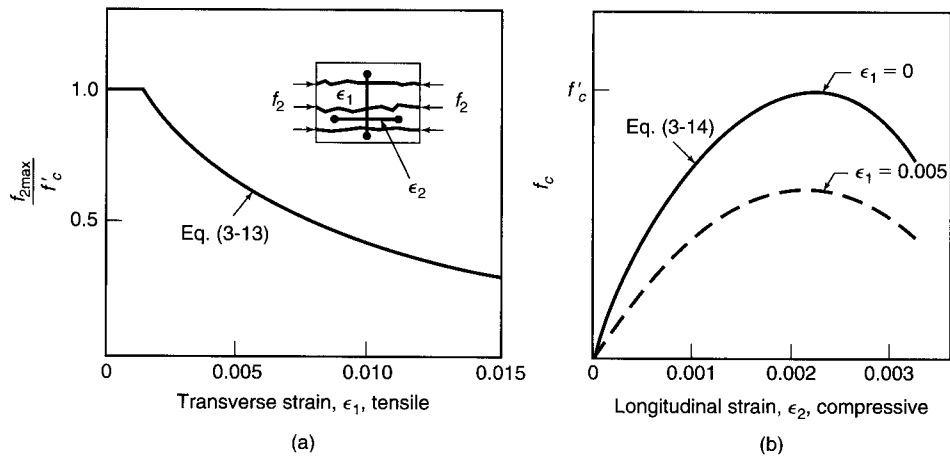 1.0
0.5
f2max
f'c
0
0.005
0.010
0.015
Transverse strain, ϵ1, tensile
(a)
Eq. (3-13)
f2
ϵ1
f2
ϵ2
f'c
fc
Eq. (3-14)
ϵ1 = 0
ϵ1 = 0.005
0
0.001
0.002
0.003
Longitudinal strain, ϵ2, compressive
(b)